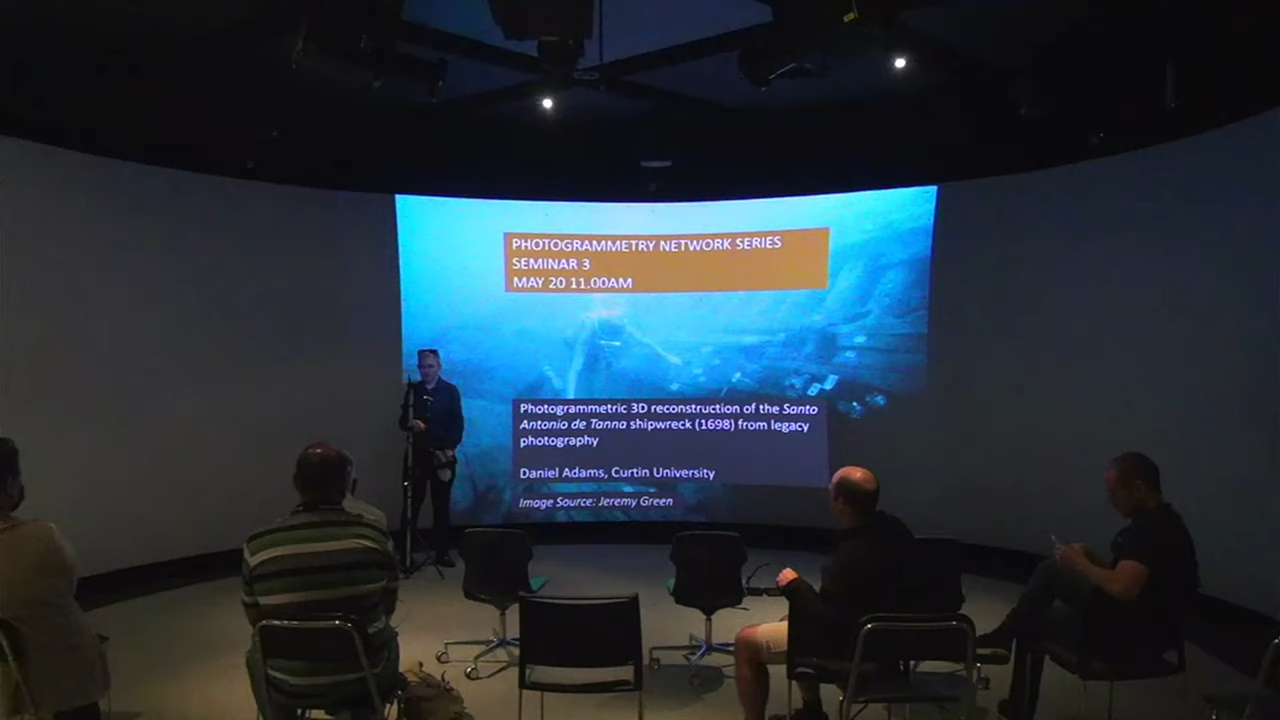 PHOTOGRAMMETRY NETWORK SERIES
SEMINAR 3
MAY 20 11.00AM
Photogrammetric 3D reconstruction of the Santo
Antonio de Tanna shipwreck (1698) from legacy
photography
Daniel Adams, Curtin University
Image Source: Jeremy Green